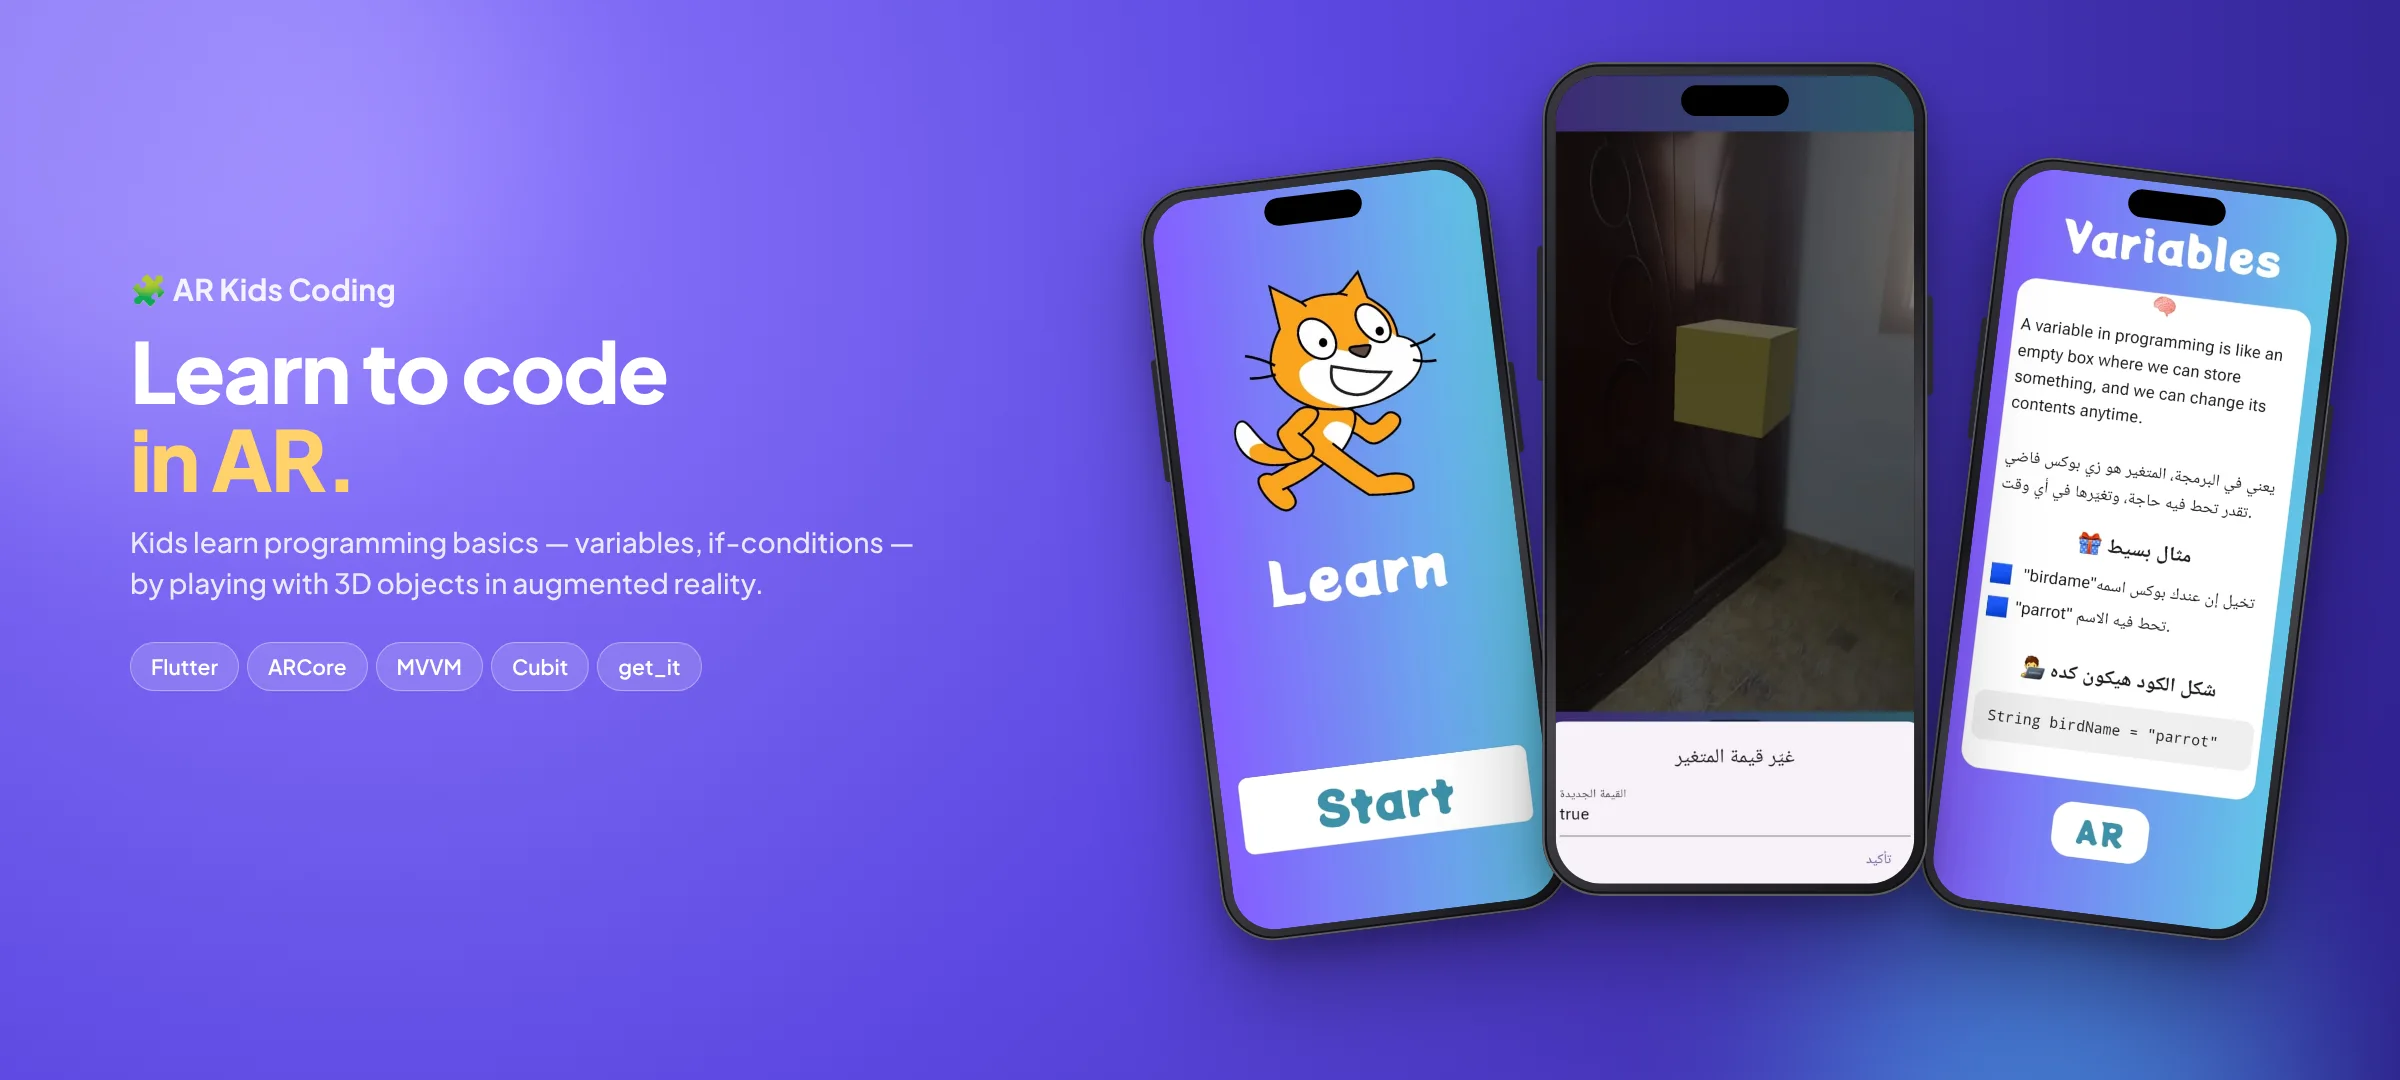 🧩 AR Kids Coding
Learn to code
in AR.
Kids learn programming basics — variables, if-conditions —
by playing with 3D objects in augmented reality.
Flutter
ARCore
MVVM
Cubit
get_it
Learn
Start
غيّر قيمة المتغير
القيمة الجديدة
true
تأكيد
Variables
🧠
A variable in programming is like an
empty box where we can store
something, and we can change its
contents anytime.
يعني في البرمجة، المتغير هو زي بوكس فاضي
تقدر تحط فيه حاجة، وتغيّرها في أي وقت.
مثال بسيط 🎁
🟦 "birdame"تخيل إن عندك بوكس اسمه
🟦 "parrot" تحط فيه الاسم.
شكل الكود هيكون كده 👨‍💻
String birdName = "parrot"
AR